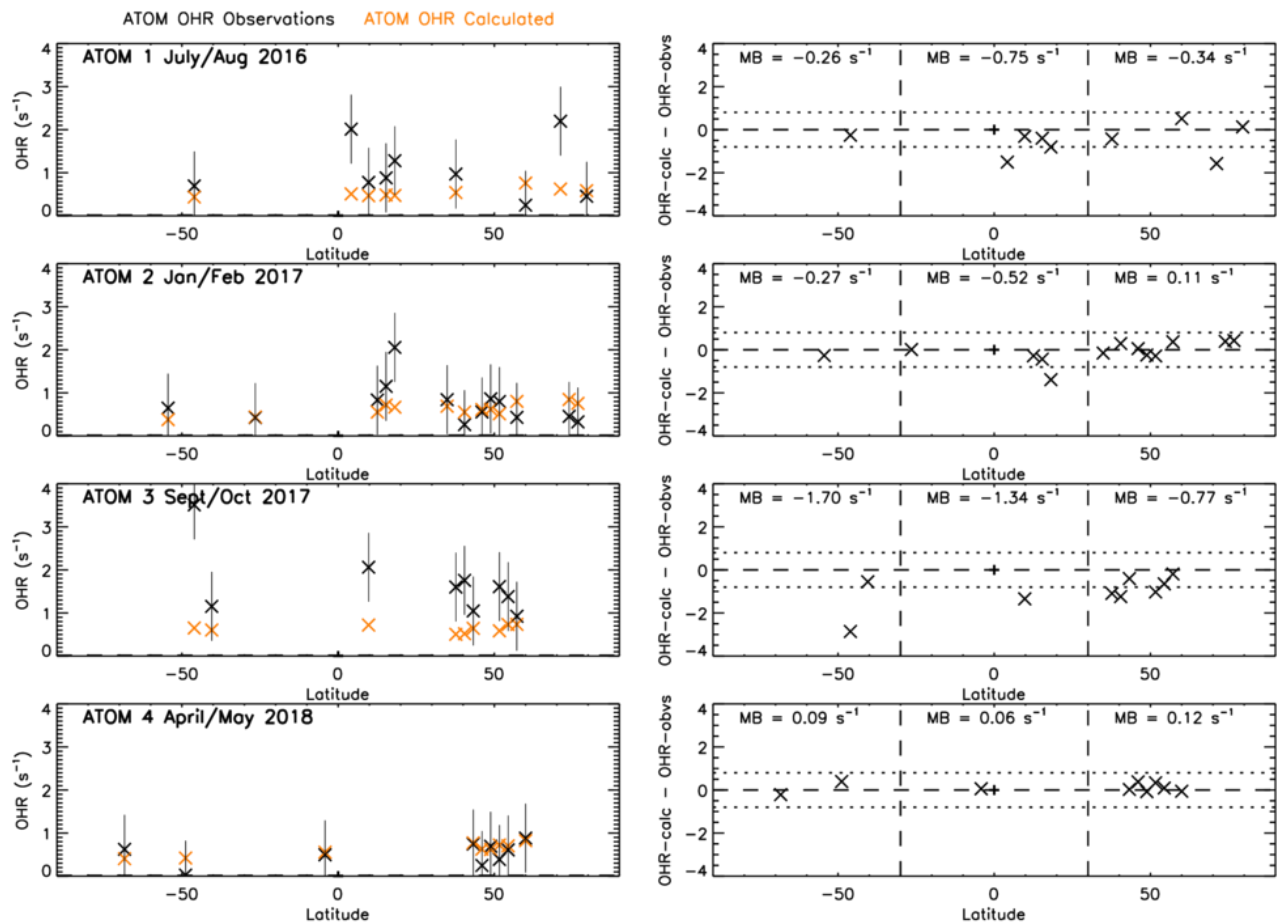 ATOM OHR Observations ATOM OHR Calculated
ATOM 1 July/Aug 2016
OHR (s⁻¹)
4
3
2
1
0
−50 0 50
Latitude
MB = −0.26 s⁻¹ MB = −0.75 s⁻¹ MB = −0.34 s⁻¹
OHR-calc - OHR-obvs
4
2
0
−2
−4
−50 0 50
Latitude
ATOM 2 Jan/Feb 2017
OHR (s⁻¹)
4
3
2
1
0
−50 0 50
Latitude
MB = −0.27 s⁻¹ MB = −0.52 s⁻¹ MB = 0.11 s⁻¹
OHR-calc - OHR-obvs
4
2
0
−2
−4
−50 0 50
Latitude
ATOM 3 Sept/Oct 2017
OHR (s⁻¹)
4
3
2
1
0
−50 0 50
Latitude
MB = −1.70 s⁻¹ MB = −1.34 s⁻¹ MB = −0.77 s⁻¹
OHR-calc - OHR-obvs
4
2
0
−2
−4
−50 0 50
Latitude
ATOM 4 April/May 2018
OHR (s⁻¹)
4
3
2
1
0
−50 0 50
Latitude
MB = 0.09 s⁻¹ MB = 0.06 s⁻¹ MB = 0.12 s⁻¹
OHR-calc - OHR-obvs
4
2
0
−2
−4
−50 0 50
Latitude